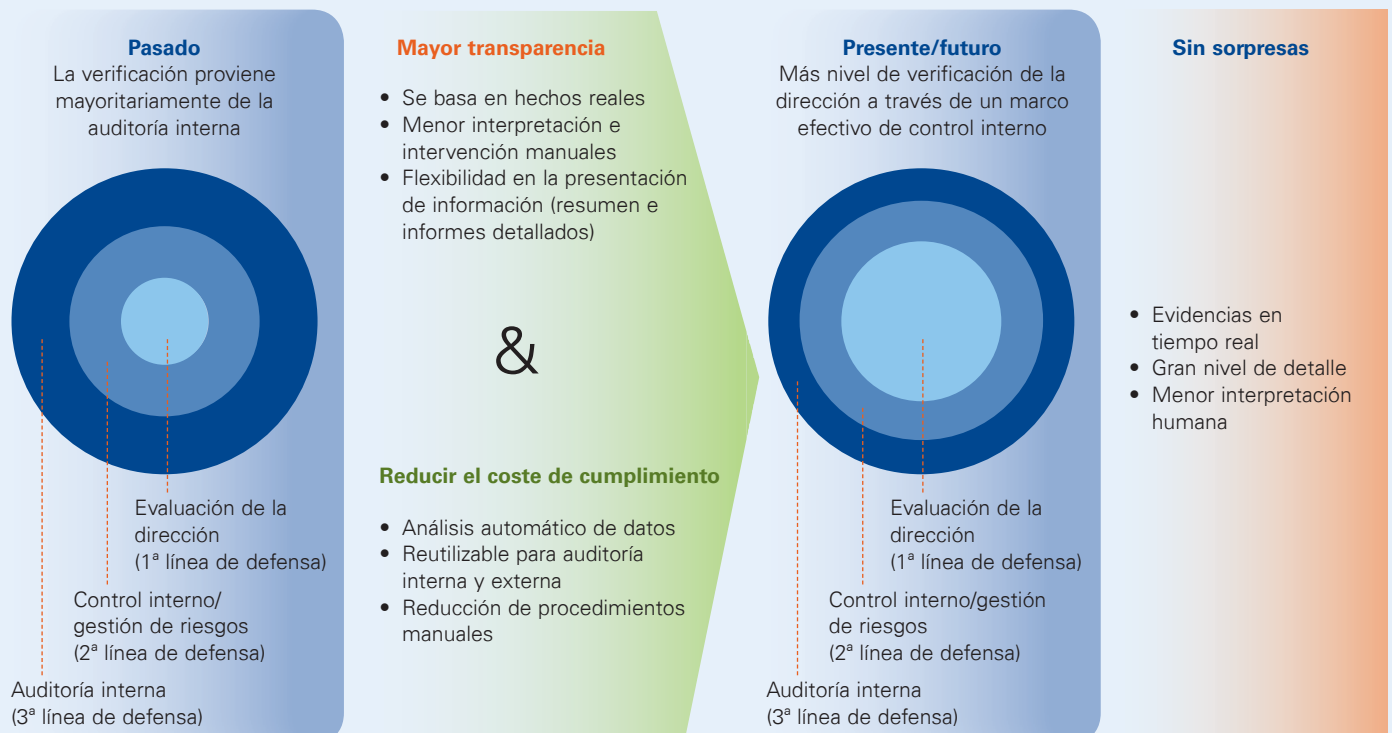 Pasado
La verificación proviene
mayoritariamente de la
auditoría interna
Evaluación de la
dirección
(1ª línea de defensa)
Control interno/
gestión de riesgos
(2ª línea de defensa)
Auditoría interna
(3ª línea de defensa)
Mayor transparencia
• Se basa en hechos reales
• Menor interpretación e
intervención manuales
• Flexibilidad en la presentación
de información (resumen e
informes detallados)
&
Reducir el coste de cumplimiento
• Análisis automático de datos
• Reutilizable para auditoría
interna y externa
• Reducción de procedimientos
manuales
Presente/futuro
Más nivel de verificación de la
dirección a través de un marco
efectivo de control interno
Evaluación de la
dirección
(1ª línea de defensa)
Control interno/gestión
de riesgos
(2ª línea de defensa)
Auditoría interna
(3ª línea de defensa)
Sin sorpresas
• Evidencias en
tiempo real
• Gran nivel de detalle
• Menor interpretación
humana